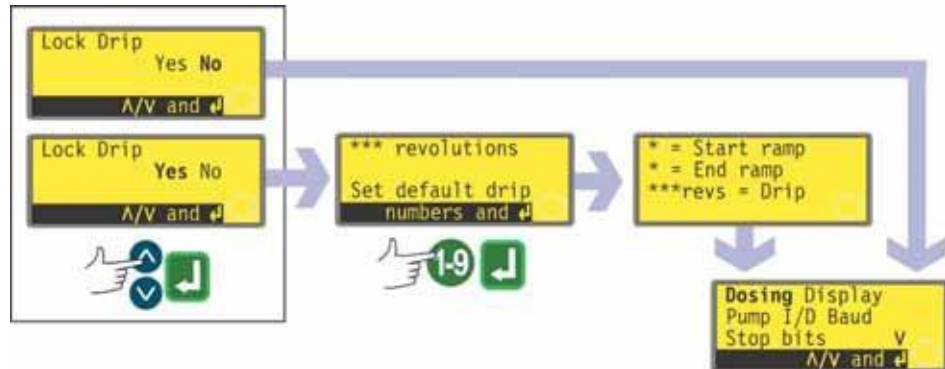 Lock Drip
Yes No
∧/∨ and ↲
Lock Drip
Yes No
∧/∨ and ↲
*** revolutions
Set default drip
numbers and ↲
1-9
* = Start ramp
* = End ramp
***revs = Drip
Dosing Display
Pump I/D Baud
Stop bits ∨
∧/∨ and ↲